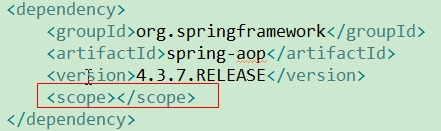 <dependency>
<groupId>org.springframework</groupId>
<artifactId>spring-aop</artifactId>
<version>4.3.7.RELEASE</version>
<scope></scope>
</dependency>